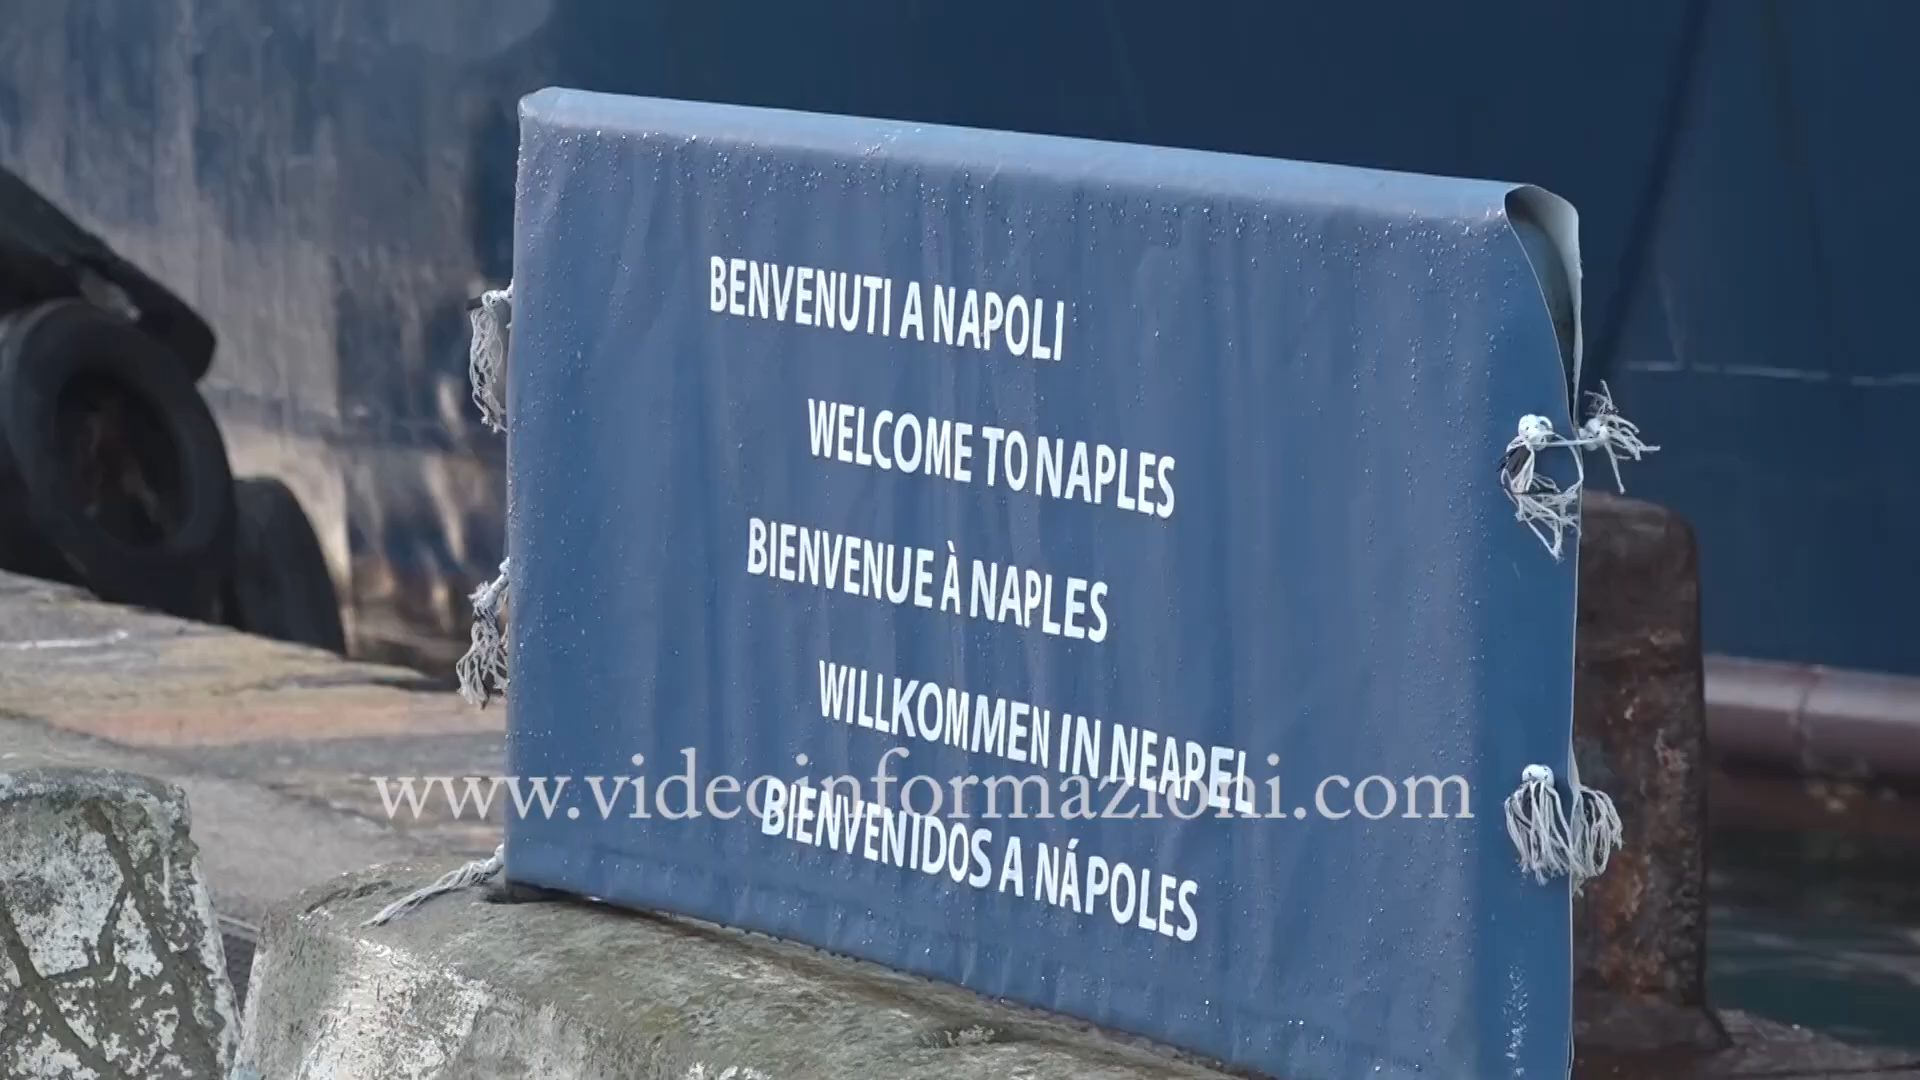 BENVENUTI A NAPOLI
WELCOME TO NAPLES
BIENVENUE À NAPLES
WILLKOMMEN IN NEAPEL
www.videoinformazioni.com
BIENVENIDOS A NÁPOLES